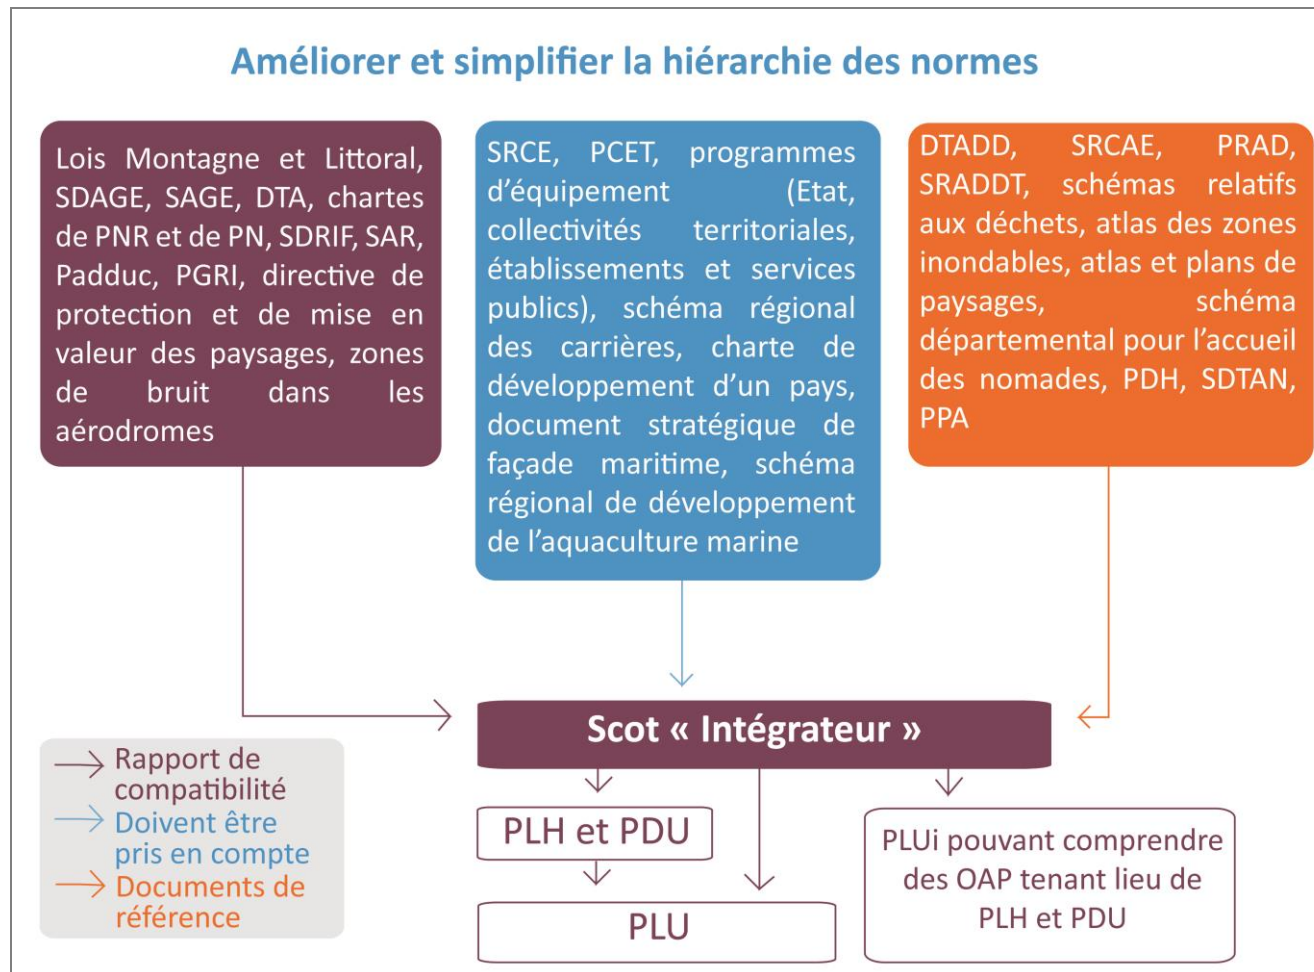 Améliorer et simplifier la hiérarchie des normes
Lois Montagne et Littoral,
SDAGE, SAGE, DTA, chartes
de PNR et de PN, SDRIF, SAR,
Padduc, PGRI, directive de
protection et de mise en
valeur des paysages, zones
de bruit dans les
aérodromes
SRCE, PCET, programmes
d’équipement (Etat,
collectivités territoriales,
établissements et services
publics), schéma régional
des carrières, charte de
développement d’un pays,
document stratégique de
façade maritime, schéma
régional de développement
de l’aquaculture marine
DTADD, SRCAE, PRAD,
SRADDT, schémas relatifs
aux déchets, atlas des zones
inondables, atlas et plans de
paysages, schéma
départemental pour l’accueil
des nomades, PDH, SDTAN,
PPA
Scot « Intégrateur »
Rapport de
compatibilité
Doivent être
pris en compte
Documents de
référence
PLH et PDU
PLU
PLUi pouvant comprendre
des OAP tenant lieu de
PLH et PDU